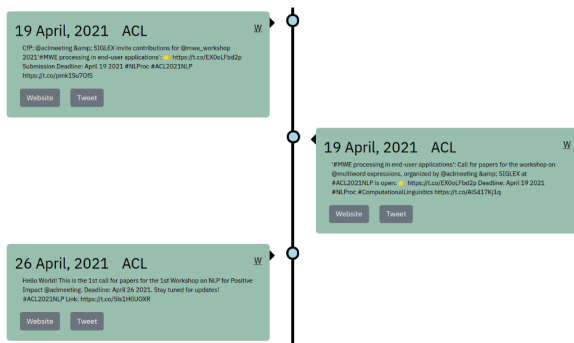 19 April, 2021 ACL W
CfP: @aclmeeting &amp; SIGLEX invite contributions for @mwe_workshop
2021'#MWE processing in end-user applications': 👉 https://t.co/EX0oLFbd2p
Submission Deadline: April 19 2021 #NLProc #ACL2021NLP
https://t.co/pmk15u7OfS
Website Tweet
19 April, 2021 ACL W
'#MWE processing in end-user applications': Call for papers for the workshop on
@multiword expressions, organized by @aclmeeting &amp; SIGLEX at
#ACL2021NLP is open: 👉 https://t.co/EX0oLFbd2p Deadline: April 19 2021
#NLProc #ComputationalLinguistics https://t.co/AlS417Kj1q
Website Tweet
26 April, 2021 ACL W
Hello World! This is the 1st call for papers for the 1st Workshop on NLP for Positive
Impact @aclmeeting. Deadline: April 26 2021. Stay tuned for updates!
#ACL2021NLP Link: https://t.co/5ls1H0UOXR
Website Tweet